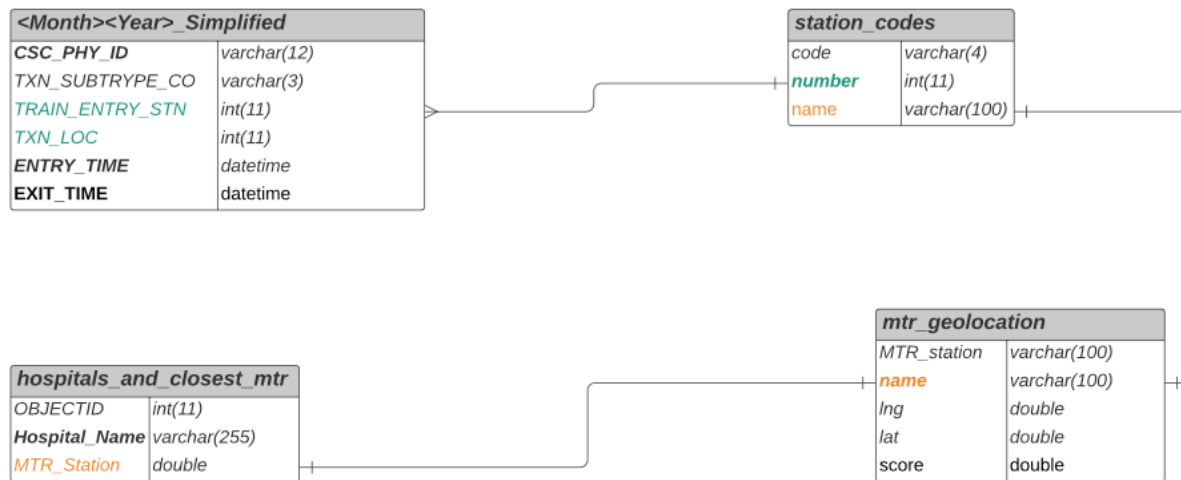 <Month><Year>_Simplified
CSC_PHY_ID varchar(12)
TXN_SUBTRYPE_CO varchar(3)
TRAIN_ENTRY_STN int(11)
TXN_LOC int(11)
ENTRY_TIME datetime
EXIT_TIME datetime
station_codes
code varchar(4)
number int(11)
name varchar(100)
hospitals_and_closest_mtr
OBJECTID int(11)
Hospital_Name varchar(255)
MTR_Station double
mtr_geolocation
MTR_station varchar(100)
name varchar(100)
lng double
lat double
score double